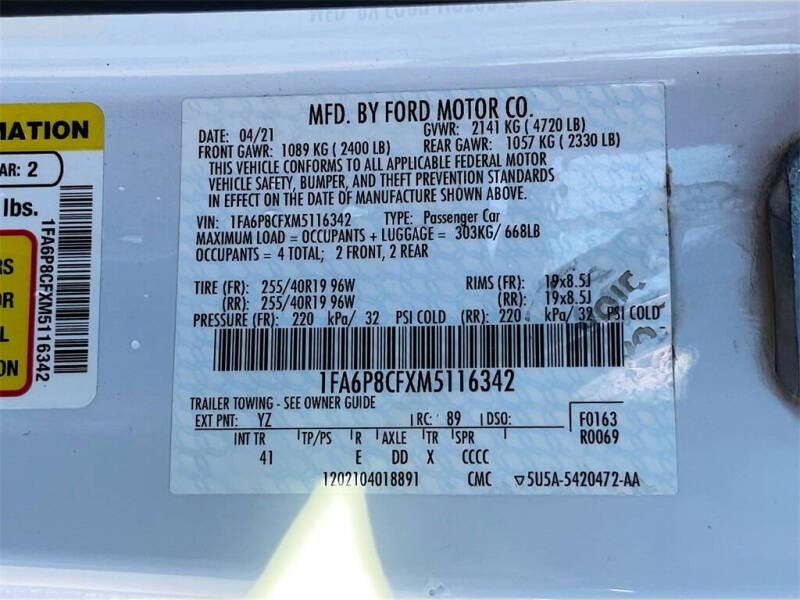 MATION
AR: 2
lbs.
RS
OR
L
ION
1FA6P8CFXM5116342
MFD. BY FORD MOTOR CO.
DATE: 04/21 GVWR: 2141 KG ( 4720 LB)
FRONT GAWR: 1089 KG ( 2400 LB) REAR GAWR: 1057 KG ( 2330 LB)
THIS VEHICLE CONFORMS TO ALL APPLICABLE FEDERAL MOTOR
VEHICLE SAFETY, BUMPER, AND THEFT PREVENTION STANDARDS
IN EFFECT ON THE DATE OF MANUFACTURE SHOWN ABOVE.
VIN: 1FA6P8CFXM5116342 TYPE: Passenger Car
MAXIMUM LOAD = OCCUPANTS + LUGGAGE = 303KG/ 668LB
OCCUPANTS = 4 TOTAL; 2 FRONT, 2 REAR
TIRE (FR): 255/40R19 96W RIMS (FR): 19x8.5J
(RR): 255/40R19 96W (RR): 19x8.5J
PRESSURE (FR): 220 kPa/ 32 PSI COLD (RR): 220 kPa/ 32 PSI COLD
1FA6P8CFXM5116342
TRAILER TOWING - SEE OWNER GUIDE
EXT PNT: YZ RC: 89 DSO: F0163
R0069
INT TR TP/PS R AXLE TR SPR
41 E DD X CCCC
1202104018891 CMC ▽5U5A-5420472-AA